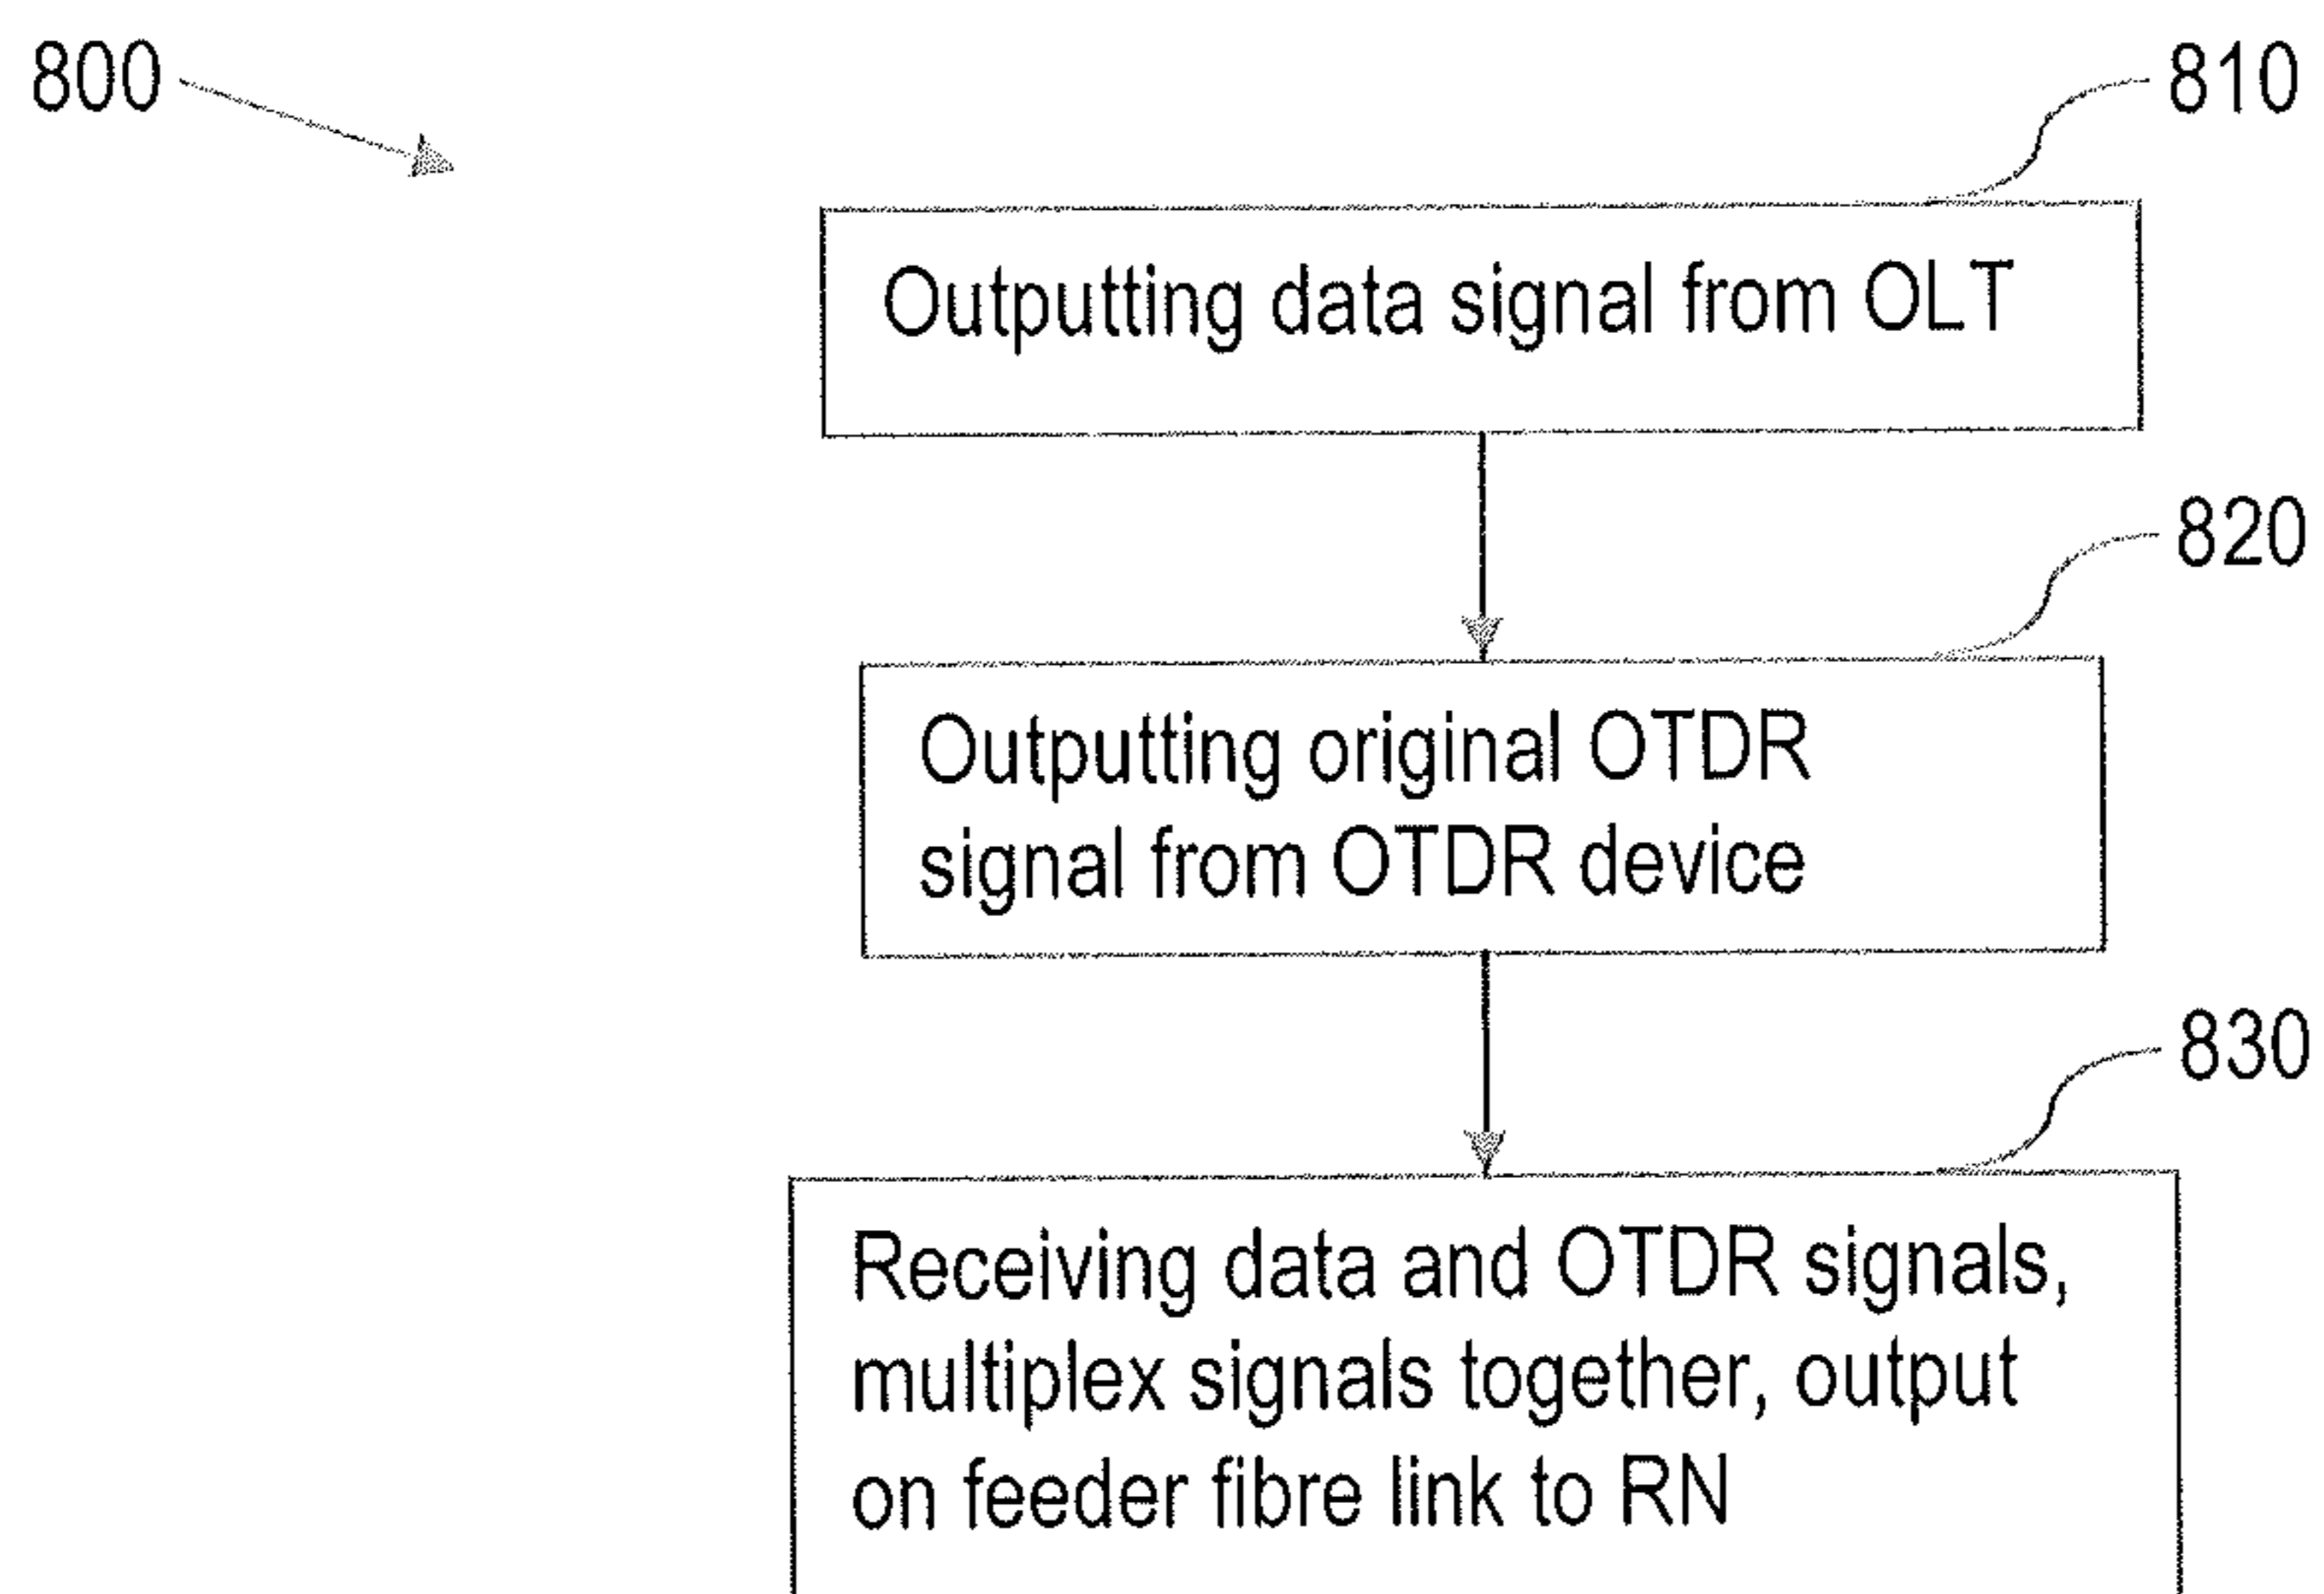 800
810
Outputting data signal from OLT
820
Outputting original OTDR
signal from OTDR device
830
Receiving data and OTDR signals,
multiplex signals together, output
on feeder fibre link to RN